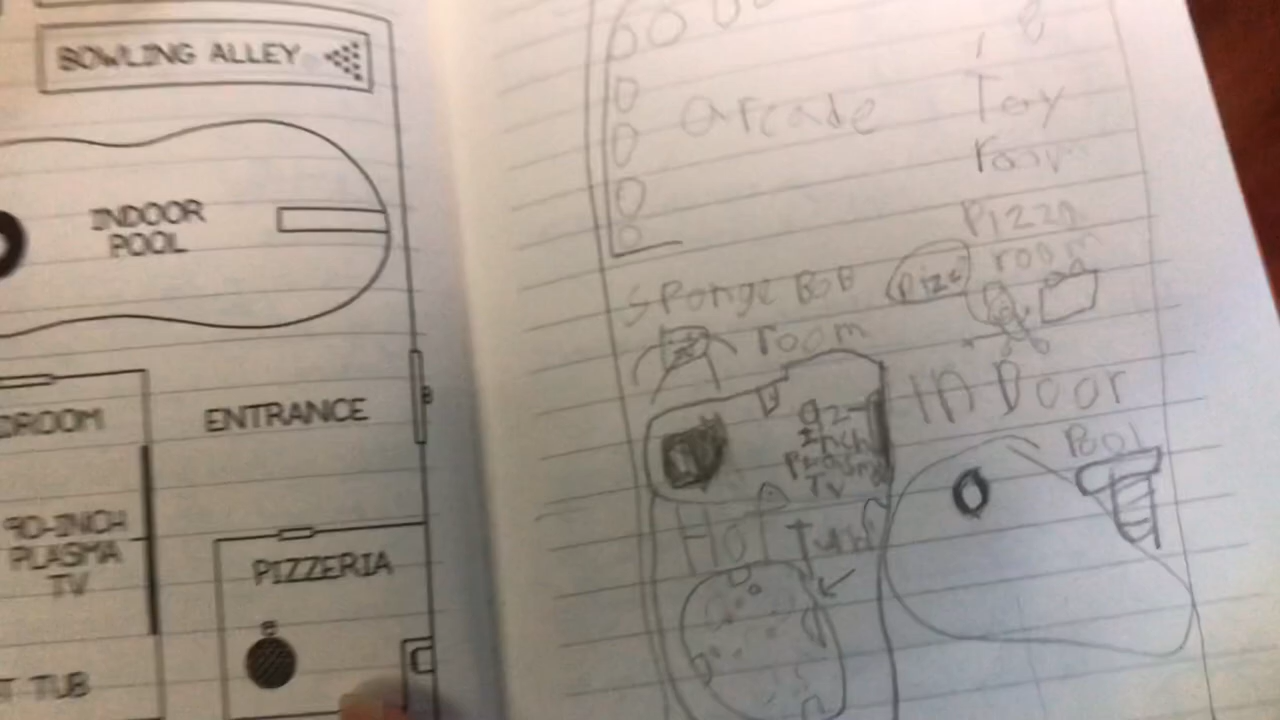 BOWLING ALLEY
INDOOR
POOL
DROOM
ENTRANCE
90-INCH
PLASMA
TV
PIZZERIA
T TUB
arcade
Toy
room
Pizza
room
Sponge BoB
room
Pizz
92-
Inch
Plasma
TV
IN Door
Pool
Hot Tub